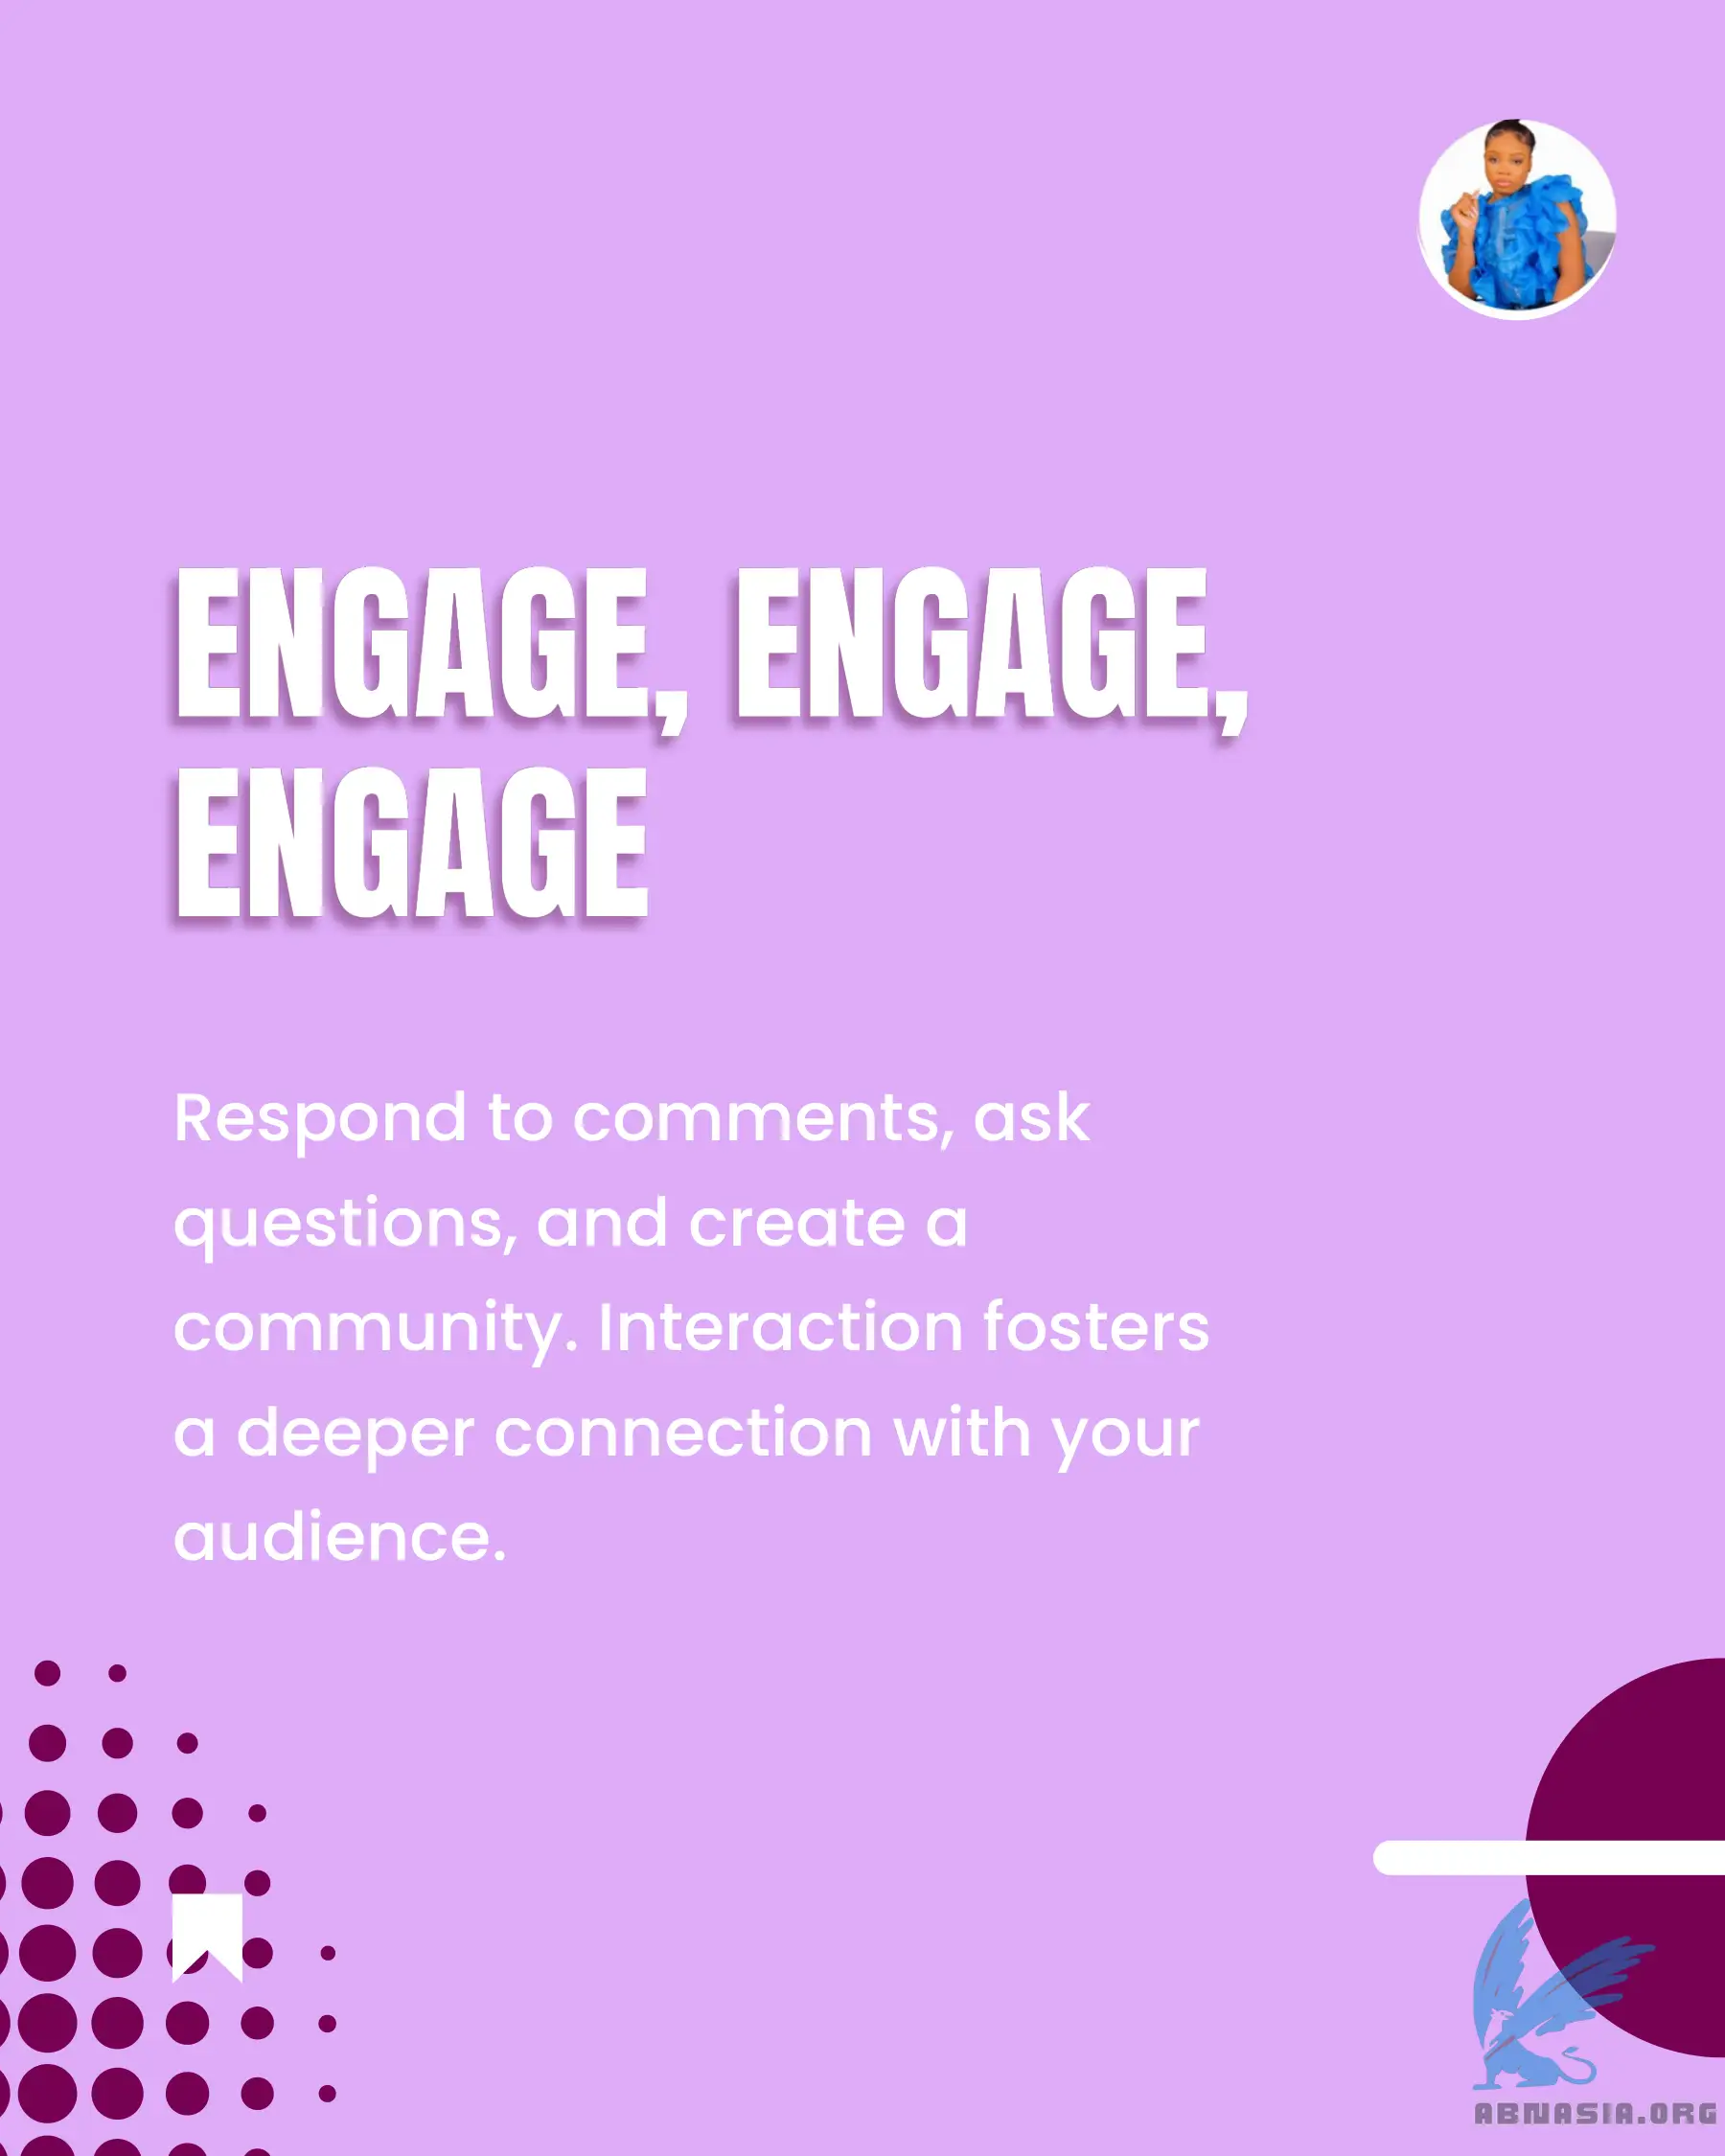 ENGAGE, ENGAGE,
ENGAGE
Respond to comments, ask
questions, and create a
community. Interaction fosters
a deeper connection with your
audience.
ABNASIA.ORG